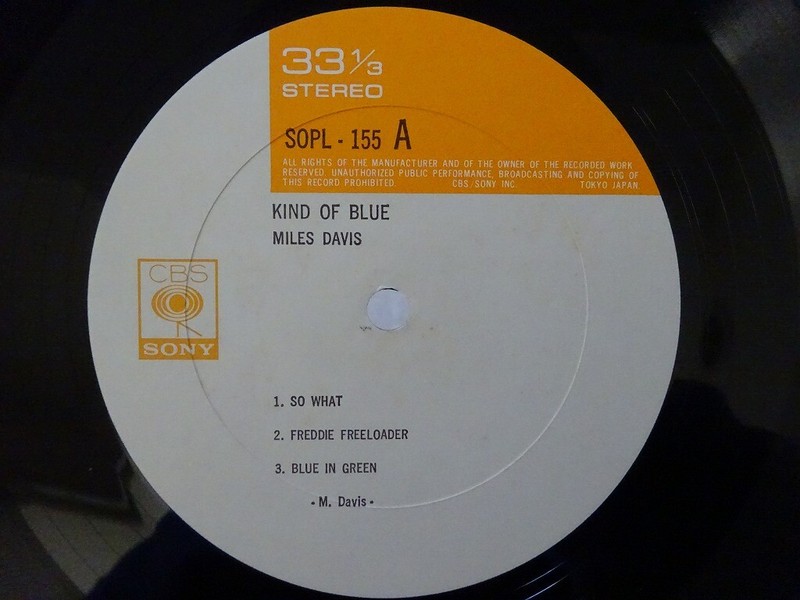 33 1/3
STEREO
SOPL - 155 A
ALL RIGHTS OF THE MANUFACTURER AND OF THE OWNER OF THE RECORDED WORK
RESERVED. UNAUTHORIZED PUBLIC PERFORMANCE, BROADCASTING AND COPYING OF
THIS RECORD PROHIBITED. CBS/SONY INC. TOKYO JAPAN.
KIND OF BLUE
MILES DAVIS
CBS
SONY
1. SO WHAT
2. FREDDIE FREELOADER
3. BLUE IN GREEN
- M. Davis -